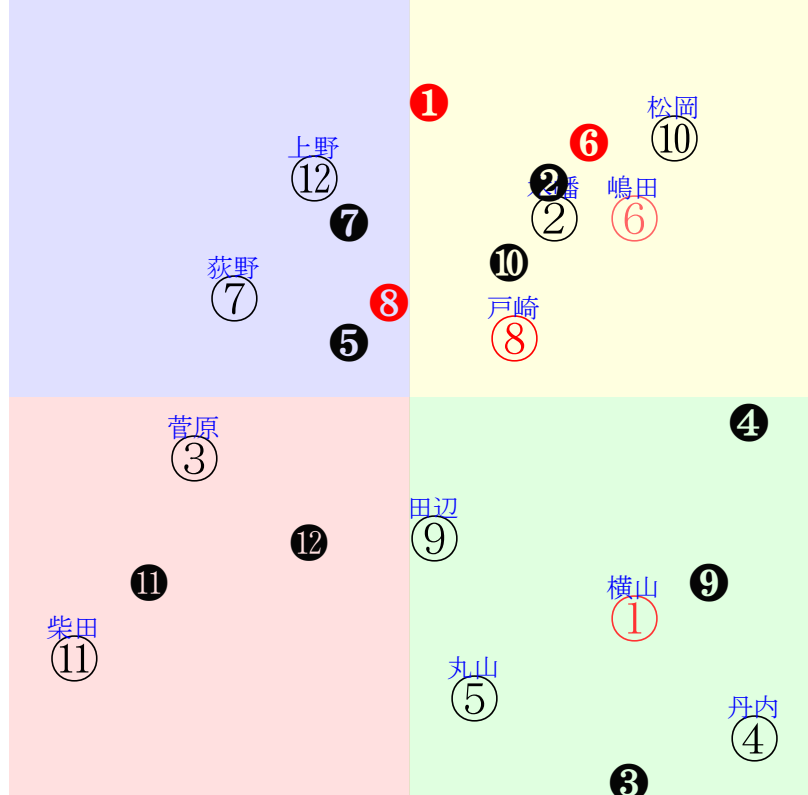 ❶
松岡
⑩
❻
上野
⑫
❷
嶋田
②
⑥
❼
❿
荻野
⑦
❽
戸崎
⑧
❺
❹
菅原
③
田辺
⑨
⓬
⓫
❾
横山
①
柴田
⑪
丸山
⑤
丹内
④
❸